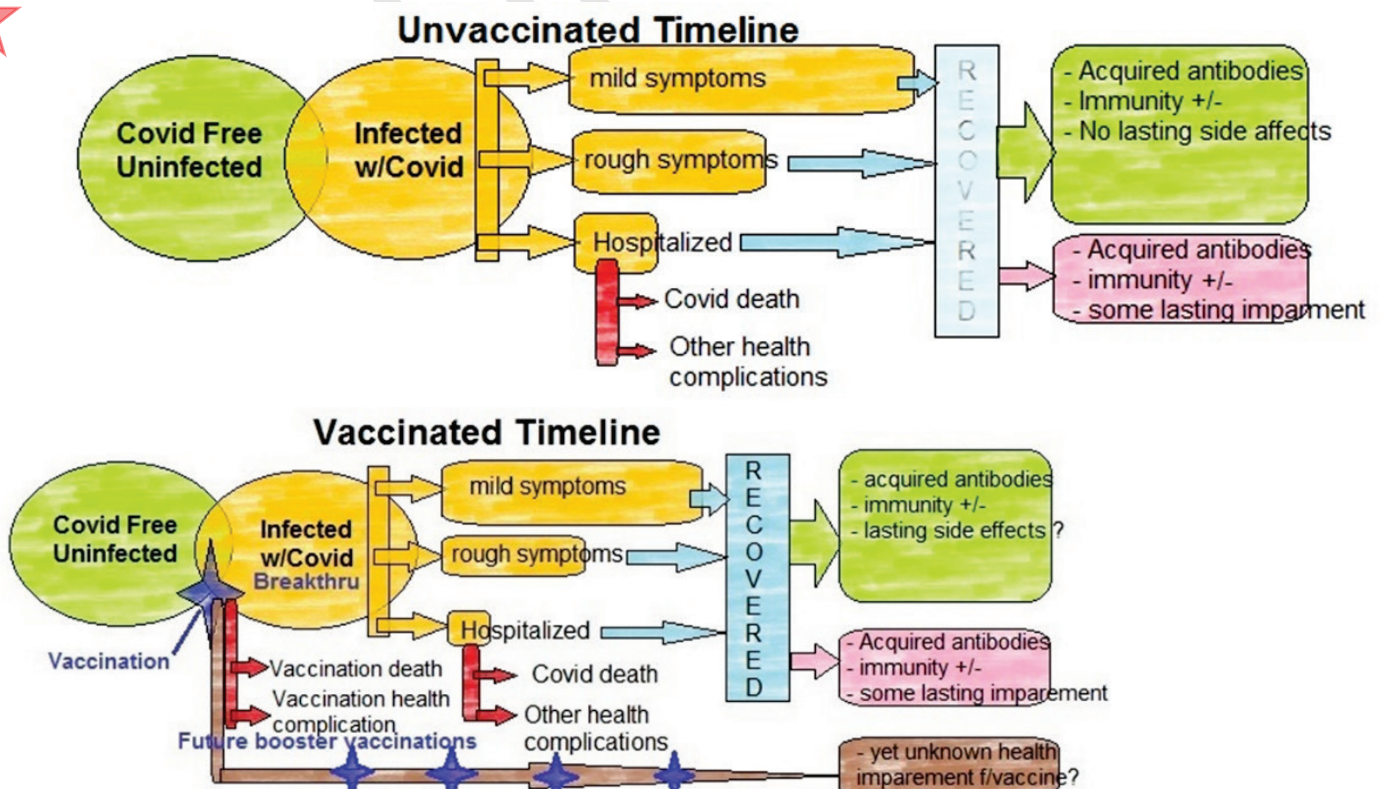 Unvaccinated Timeline
Covid Free
Uninfected
Infected
w/Covid
mild symptoms
rough symptoms
Hospitalized
Covid death
Other health
complications
RECOVERED
- Acquired antibodies
- Immunity +/-
- No lasting side affects
- Acquired antibodies
- immunity +/-
- some lasting imparment
Vaccinated Timeline
Covid Free
Uninfected
Infected
w/Covid
Breakthru
Vaccination
mild symptoms
rough symptoms
Hospitalized
Vaccination death
Vaccination health
complication
Covid death
Other health
complications
RECOVERED
- acquired antibodies
- immunity +/-
- lasting side effects ?
- Acquired antibodies
- immunity +/-
- some lasting imparement
Future booster vaccinations
- yet unknown health
imparement f/vaccine?